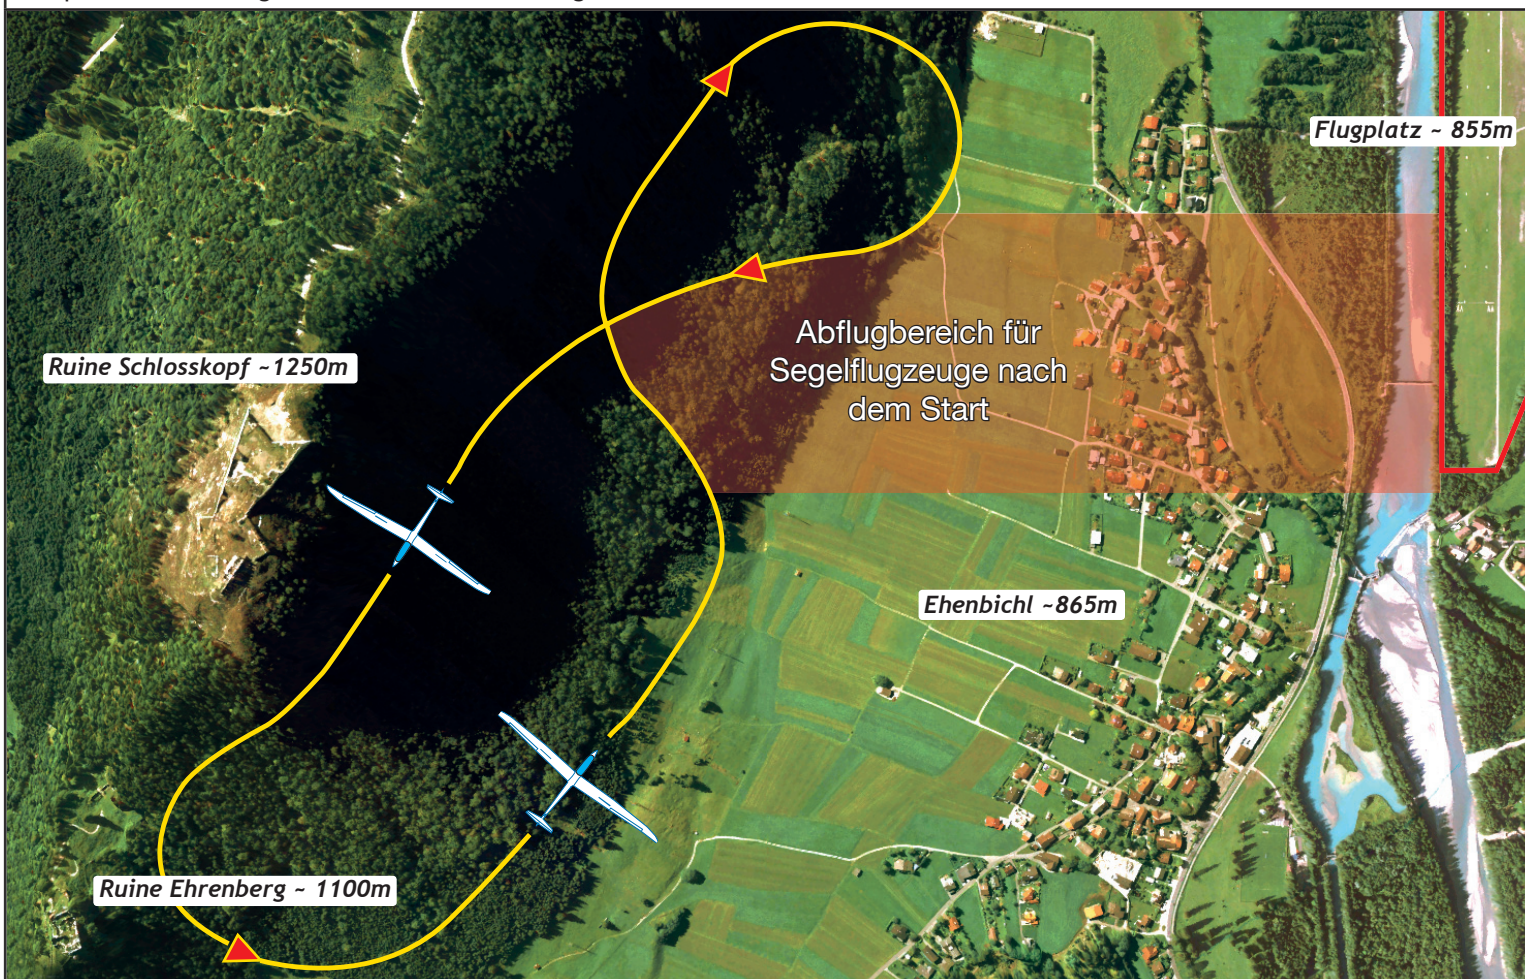 Flugplatz ~ 855m
Abflugbereich für
Segelflugzeuge nach
dem Start
Ruine Schlosskopf ~1250m
Ehenbichl ~865m
Ruine Ehrenberg ~ 1100m